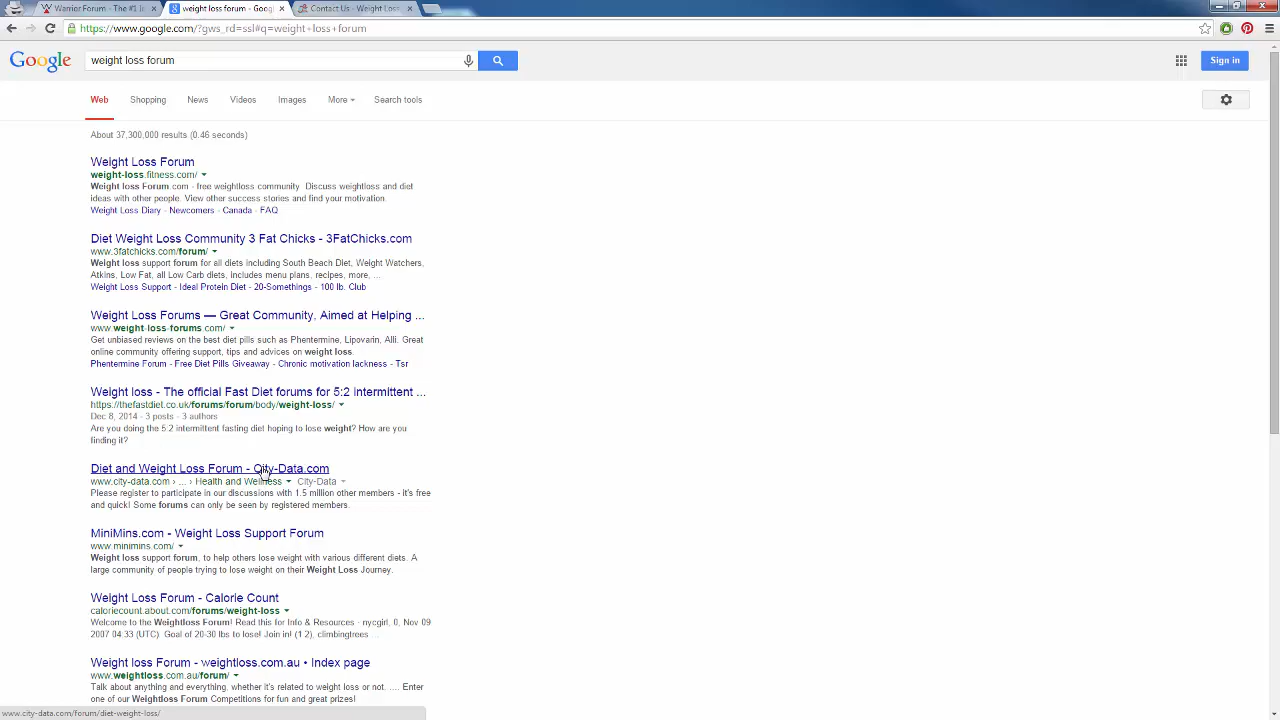 Warrior Forum - The #1 In
weight loss forum - Googl
Contact Us - Weight Loss
https://www.google.com/?gws_rd=ssl#q=weight+loss+forum
Google
weight loss forum
Sign in
Web
Shopping
News
Videos
Images
More
Search tools
About 37,300,000 results (0.46 seconds)
Weight Loss Forum
weight-loss.fitness.com/
Weight loss Forum.com - free weightloss community. Discuss weightloss and diet
ideas with other people. View other success stories and find your motivation.
Weight Loss Diary - Newcomers - Canada - FAQ
Diet Weight Loss Community 3 Fat Chicks - 3FatChicks.com
www.3fatchicks.com/forum/
Weight loss support forum for all diets including South Beach Diet, Weight Watchers,
Atkins, Low Fat, all Low Carb diets, includes menu plans, recipes, more, ...
Weight Loss Support - Ideal Protein Diet - 20-Somethings - 100 lb. Club
Weight Loss Forums — Great Community, Aimed at Helping ...
www.weight-loss-forums.com/
Get unbiased reviews on the best diet pills such as Phentermine, Lipovarin, Alli. Great
online community offering support, tips and advices on weight loss.
Phentermine Forum - Free Diet Pills Giveaway - Chronic motivation lackness - Tsr
Weight loss - The official Fast Diet forums for 5:2 intermittent ...
https://thefastdiet.co.uk/forums/forum/body/weight-loss/
Dec 8, 2014 - 3 posts - 3 authors
Are you doing the 5:2 intermittent fasting diet hoping to lose weight? How are you
finding it?
Diet and Weight Loss Forum - City-Data.com
www.city-data.com › ... › Health and Wellness City-Data
Please register to participate in our discussions with 1.5 million other members - it's free
and quick! Some forums can only be seen by registered members.
MiniMins.com - Weight Loss Support Forum
www.minimins.com/
Weight loss support forum, to help others lose weight with various different diets. A
large community of people trying to lose weight on their Weight Loss Journey.
Weight Loss Forum - Calorie Count
caloriecount.about.com/forums/weight-loss
Welcome to the Weightloss Forum! Read this for Info & Resources - nycgirl, 0, Nov 09
2007 04:33 (UTC). Goal of 20-30 lbs to lose! Join in! (1 2), climbingtrees ...
Weight loss Forum - weightloss.com.au • Index page
www.weightloss.com.au/forum/
Talk about anything and everything, whether it's related to weight loss or not. .... Enter
one of our Weightloss Forum Competitions for fun and great prizes!
www.city-data.com/forum/diet-weight-loss/